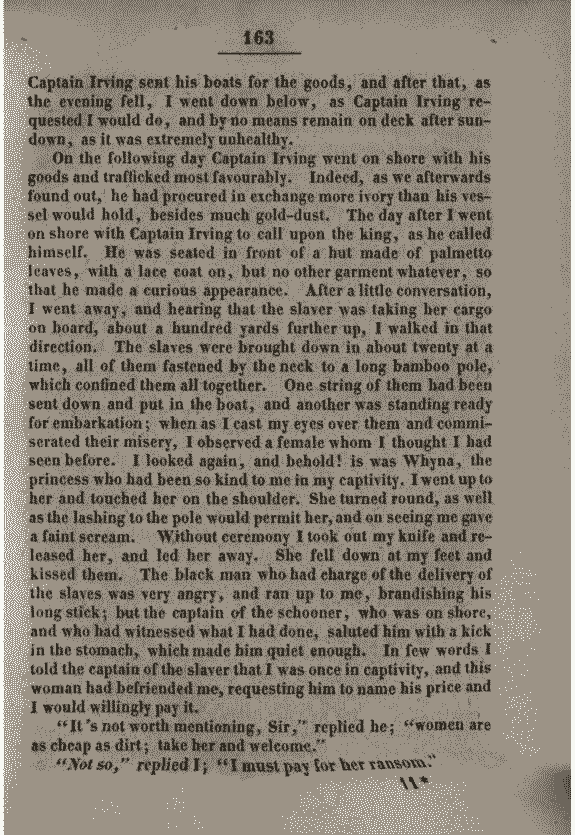 163
Captain Irving sent his boats for the goods, and after that, as
the evening fell, I went down below, as Captain Irving re-
quested I would do, and by no means remain on deck after sun-
down, as it was extremely unhealthy.
On the following day Captain Irving went on shore with his
goods and trafficked most favourably. Indeed, as we afterwards
found out, he had procured in exchange more ivory than his ves-
sel would hold, besides much gold-dust. The day after I went
on shore with Captain Irving to call upon the king, as he called
himself. He was seated in front of a hut made of palmetto
leaves, with a lace coat on, but no other garment whatever, so
that he made a curious appearance. After a little conversation,
I went away, and hearing that the slaver was taking her cargo
on board, about a hundred yards further up, I walked in that
direction. The slaves were brought down in about twenty at a
time, all of them fastened by the neck to a long bamboo pole,
which confined them all together. One string of them had been
sent down and put in the boat, and another was standing ready
for embarkation; when as I cast my eyes over them and commi-
serated their misery, I observed a female whom I thought I had
seen before. I looked again, and behold! is was Whyna, the
princess who had been so kind to me in my captivity. I went up to
her and touched her on the shoulder. She turned round, as well
as the lashing to the pole would permit her, and on seeing me gave
a faint scream. Without ceremony I took out my knife and re-
leased her, and led her away. She fell down at my feet and
kissed them. The black man who had charge of the delivery of
the slaves was very angry, and ran up to me, brandishing his
long stick; but the captain of the schooner, who was on shore,
and who had witnessed what I had done, saluted him with a kick
in the stomach, which made him quiet enough. In few words I
told the captain of the slaver that I was once in captivity, and this
woman had befriended me, requesting him to name his price and
I would willingly pay it.
"It's not worth mentioning, Sir," replied he; "women are
as cheap as dirt; take her and welcome."
"Not so," replied I; "I must pay for her ransom."
11*